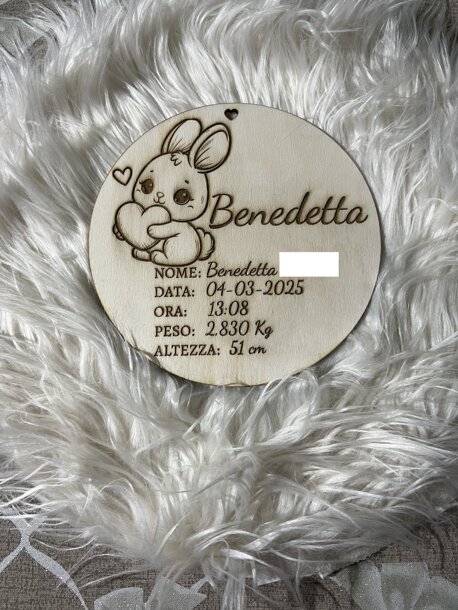 Benedetta
NOME: Benedetta
DATA: 04-03-2025
ORA: 13:08
PESO: 2.830 Kg
ALTEZZA: 51 cm